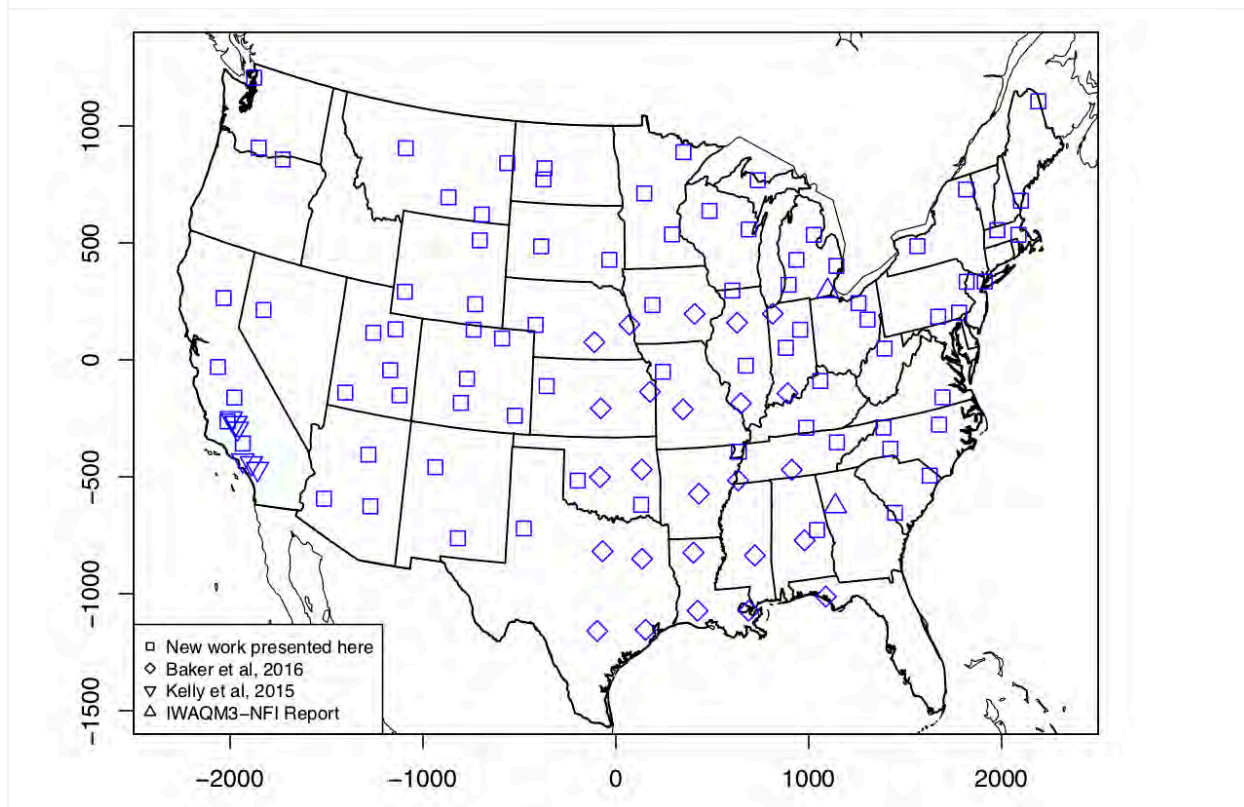 1000
500
0
−500
−1000
−1500
New work presented here
Baker et al, 2016
Kelly et al, 2015
IWAQM3−NFI Report
−2000 −1000 0 1000 2000